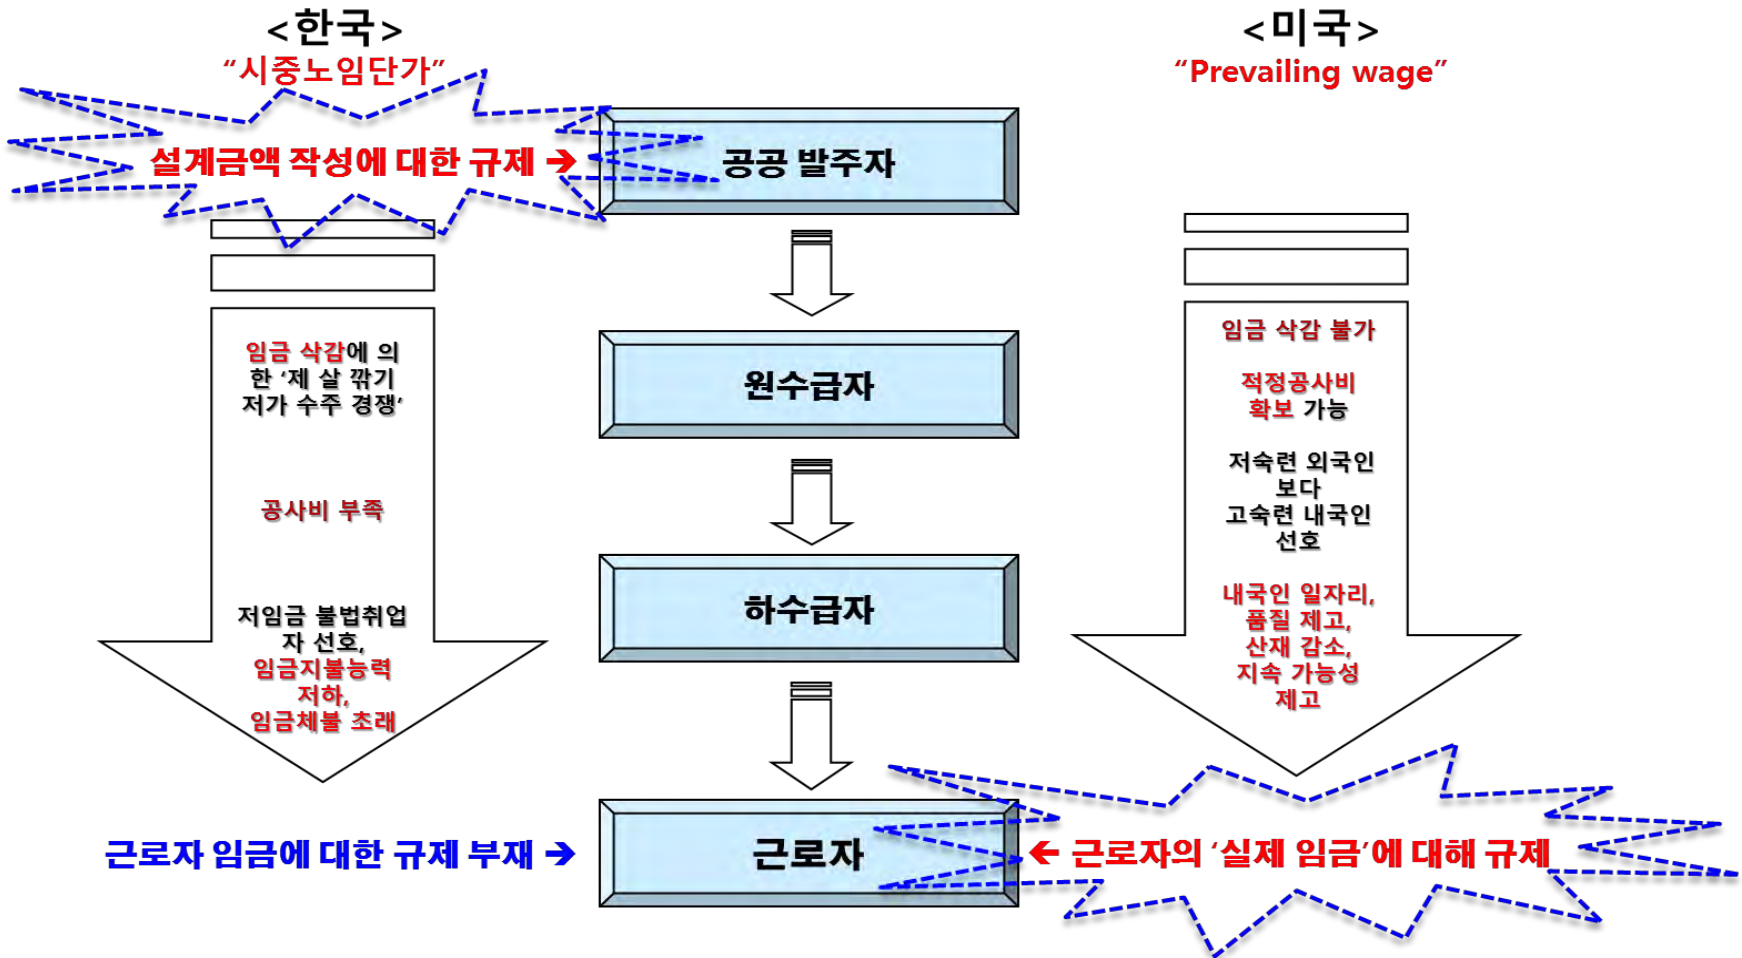 <한국>
“시중노임단가”
설계금액 작성에 대한 규제 →
임금 삭감에 의
한 ‘제 살 깎기
저가 수주 경쟁‘
공사비 부족
저임금 불법취업
자 선호,
임금지불능력
저하,
임금체불 초래
근로자 임금에 대한 규제 부재 →
공공 발주자
원수급자
하수급자
근로자
<미국>
“Prevailing wage”
임금 삭감 불가
적정공사비
확보 가능
저숙련 외국인
보다
고숙련 내국인
선호
내국인 일자리,
품질 제고,
산재 감소,
지속 가능성
제고
← 근로자의 ‘실제 임금’에 대해 규제